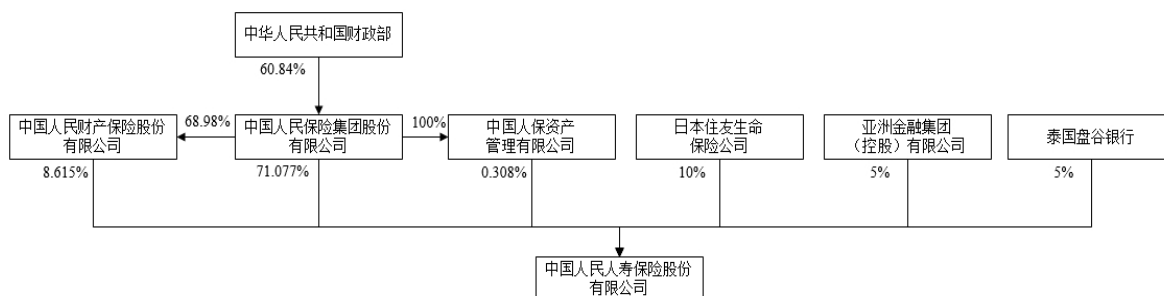 中华人民共和国财政部
60.84%
中国人民财产保险股份
有限公司
68.98%
中国人民保险集团股份
有限公司
100%
中国人保资产
管理有限公司
日本住友生命
保险公司
亚洲金融集团
（控股）有限公司
泰国盘谷银行
8.615%
71.077%
0.308%
10%
5%
5%
中国人民人寿保险股份
有限公司